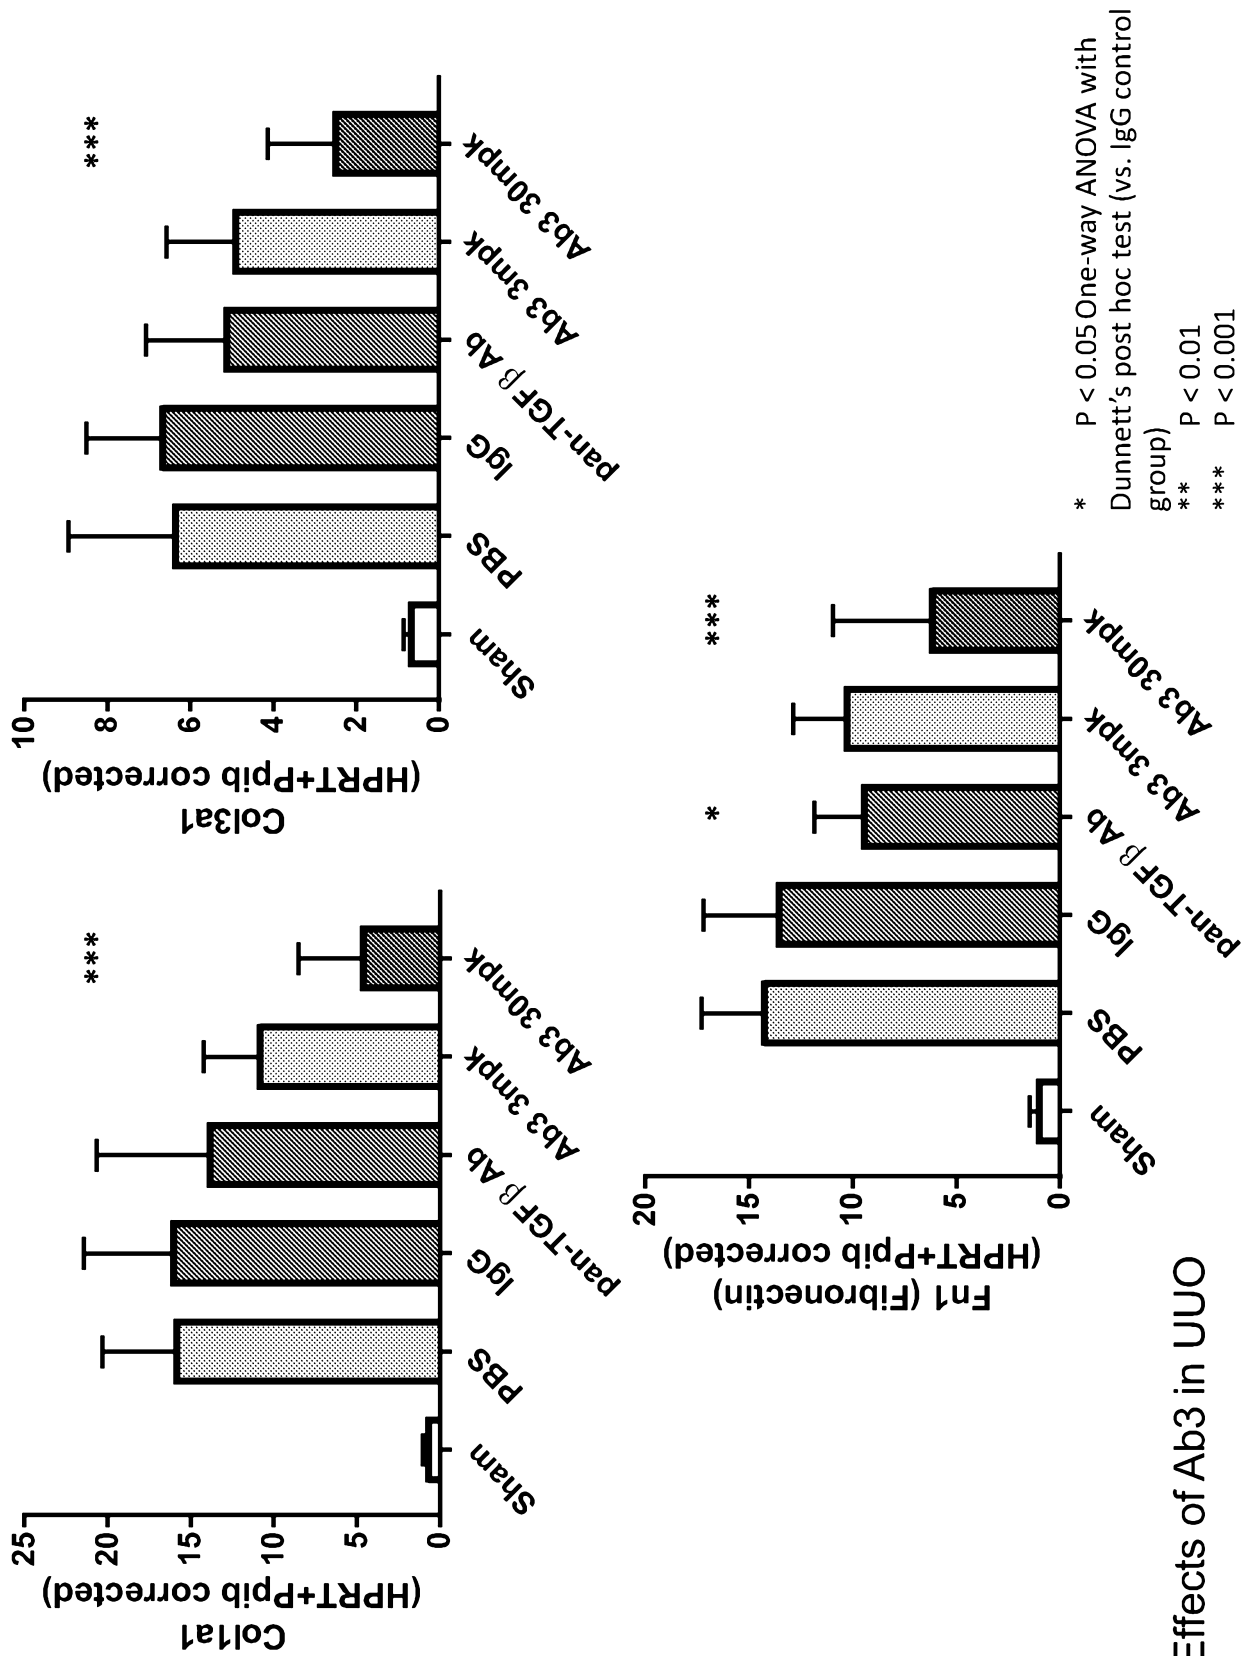 Effects of Ab3 in UUO
Col1a1
(HPRT+Ppib corrected)
25
20
15
10
5
0
Sham
PBS
IgG
pan-TGFβ Ab
Ab3 3mpk
Ab3 30mpk
***
Col3a1
(HPRT+Ppib corrected)
10
8
6
4
2
0
Sham
PBS
IgG
pan-TGFβ Ab
Ab3 3mpk
Ab3 30mpk
***
Fn1 (Fibronectin)
(HPRT+Ppib corrected)
20
15
10
5
0
Sham
PBS
IgG
pan-TGFβ Ab
Ab3 3mpk
Ab3 30mpk
*
***
* P < 0.05 One-way ANOVA with
Dunnett’s post hoc test (vs. IgG control
group)
** P < 0.01
*** P < 0.001